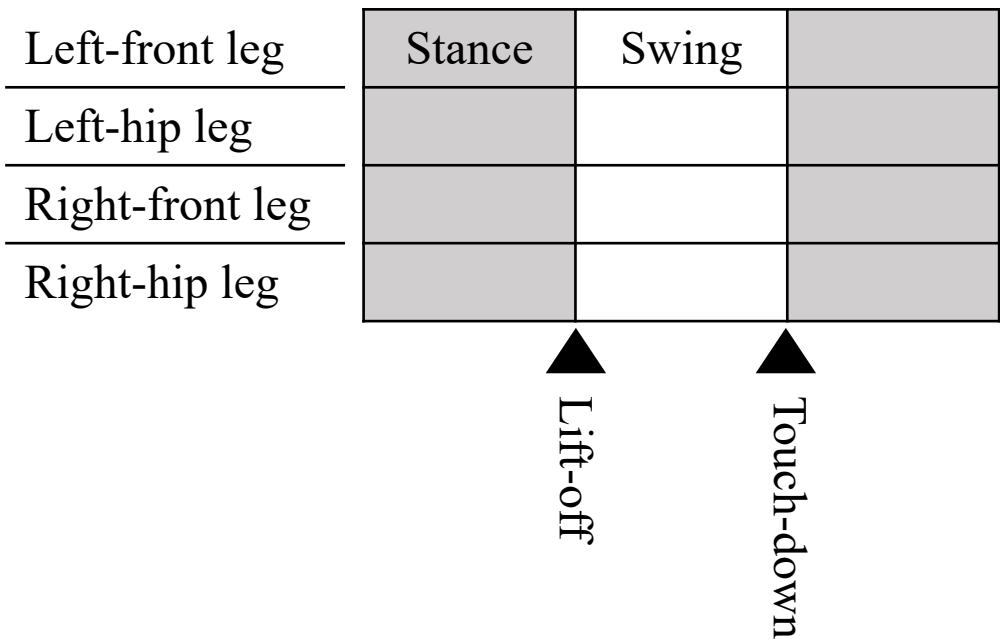 Left-front leg Stance Swing
Left-hip leg
Right-front leg
Right-hip leg
Lift-off
Touch-down